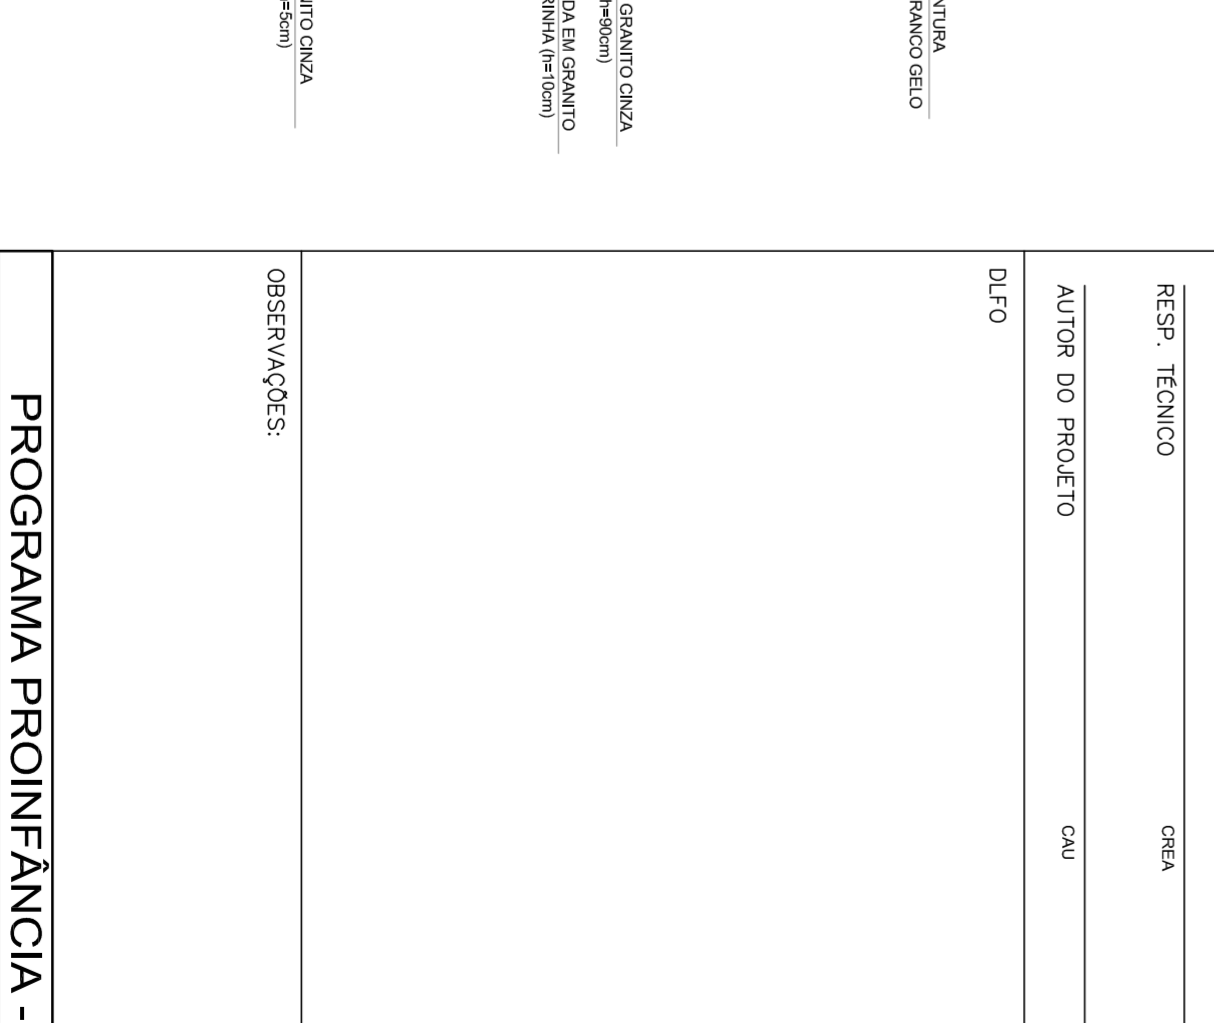 NTURA
RANCO GELO
GRANITO CINZA
h=90cm)
DA EM GRANITO
RINHA (h=10cm)
ITO CINZA
=5cm)
RESP. TÉCNICO CREA
AUTOR DO PROJETO CAU
DLFO
OBSERVAÇÕES:
PROGRAMA PROINFÂNCIA -